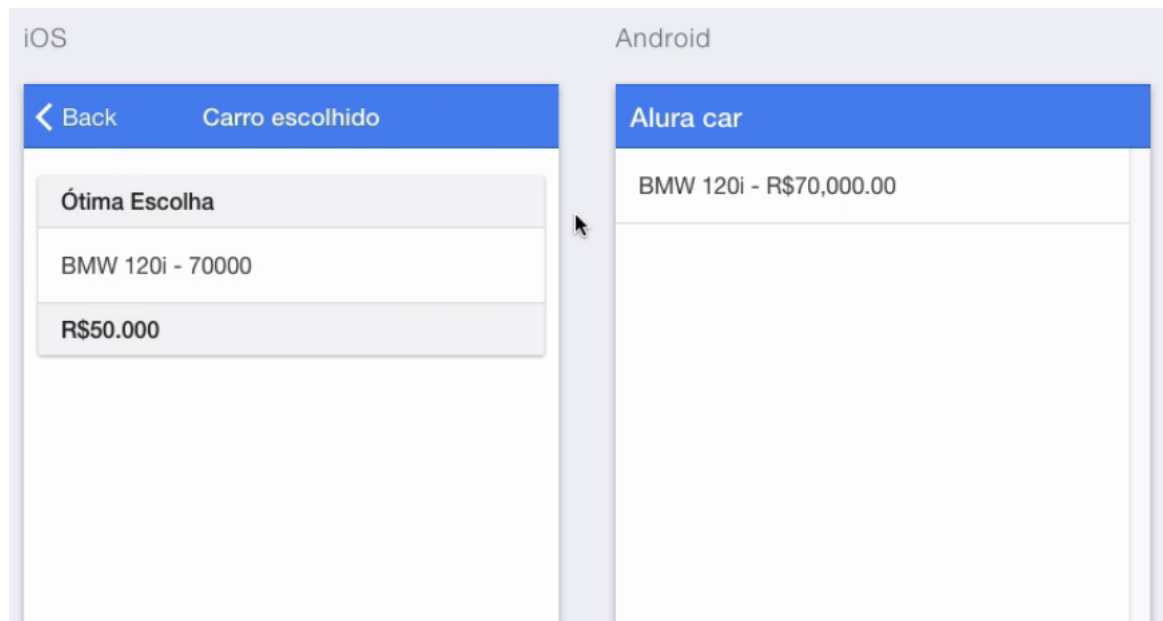 iOS
Back
Carro escolhido
Ótima Escolha
BMW 120i - 70000
R$50.000
Android
Alura car
BMW 120i - R$70,000.00